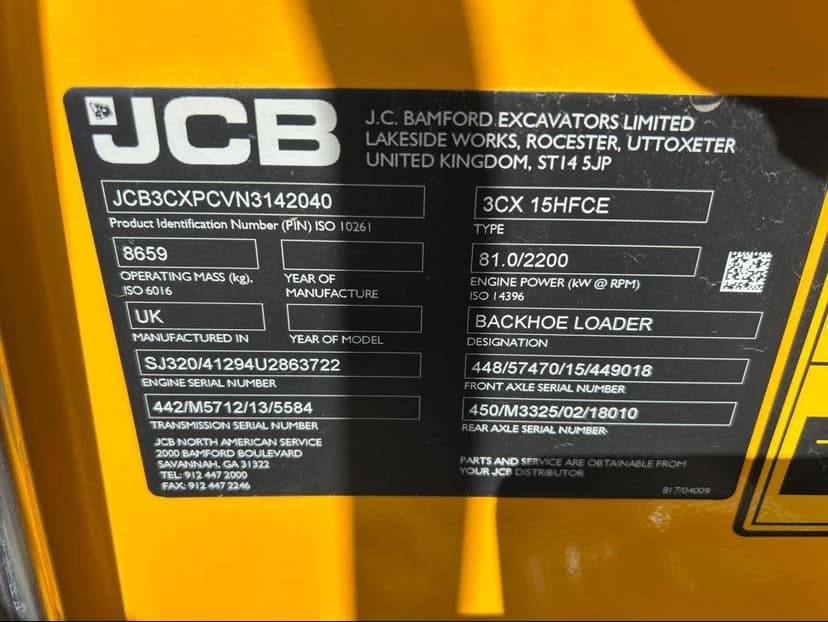 JCB
J.C. BAMFORD EXCAVATORS LIMITED
LAKESIDE WORKS, ROCESTER, UTTOXETER
UNITED KINGDOM, ST14 5JP
JCB3CXPCVN3142040
Product Identification Number (PIN) ISO 10261
3CX 15HFCE
TYPE
8659
OPERATING MASS (kg).
ISO 6016
YEAR OF
MANUFACTURE
81.0/2200
ENGINE POWER (kW @ RPM)
ISO 14396
UK
MANUFACTURED IN
YEAR OF MODEL
BACKHOE LOADER
DESIGNATION
SJ320/41294U2863722
ENGINE SERIAL NUMBER
448/57470/15/449018
FRONT AXLE SERIAL NUMBER
442/M5712/13/5584
TRANSMISSION SERIAL NUMBER
450/M3325/02/18010
REAR AXLE SERIAL NUMBER
JCB NORTH AMERICAN SERVICE
2000 BAMFORD BOULEVARD
SAVANNAH, GA 31322
TEL: 912 447 2000
FAX: 912 447 2246
PARTS AND SERVICE ARE OBTAINABLE FROM
YOUR JCB DISTRIBUTOR
817/04009